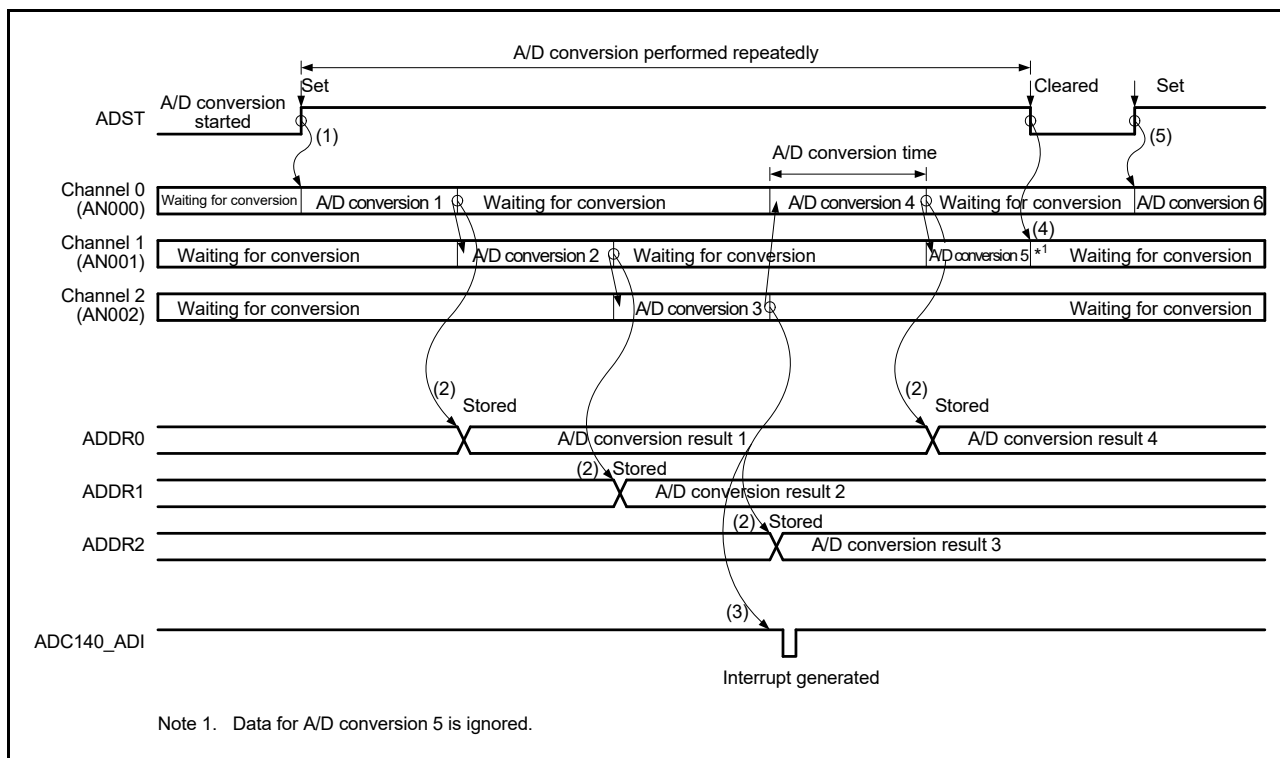 A/D conversion performed repeatedly
Set
Cleared
Set
A/D conversion
started
ADST
(1)
(5)
A/D conversion time
Channel 0
(AN000)
Waiting for conversion
A/D conversion 1
Waiting for conversion
A/D conversion 4
Waiting for conversion
A/D conversion 6
(4)
Channel 1
(AN001)
Waiting for conversion
A/D conversion 2
Waiting for conversion
A/D conversion 5
*1
Waiting for conversion
Channel 2
(AN002)
Waiting for conversion
A/D conversion 3
Waiting for conversion
(2)
Stored
(2)
Stored
ADDR0
A/D conversion result 1
A/D conversion result 4
(2)
Stored
ADDR1
A/D conversion result 2
(2)
Stored
ADDR2
A/D conversion result 3
(3)
ADC140_ADI
Interrupt generated
Note 1. Data for A/D conversion 5 is ignored.